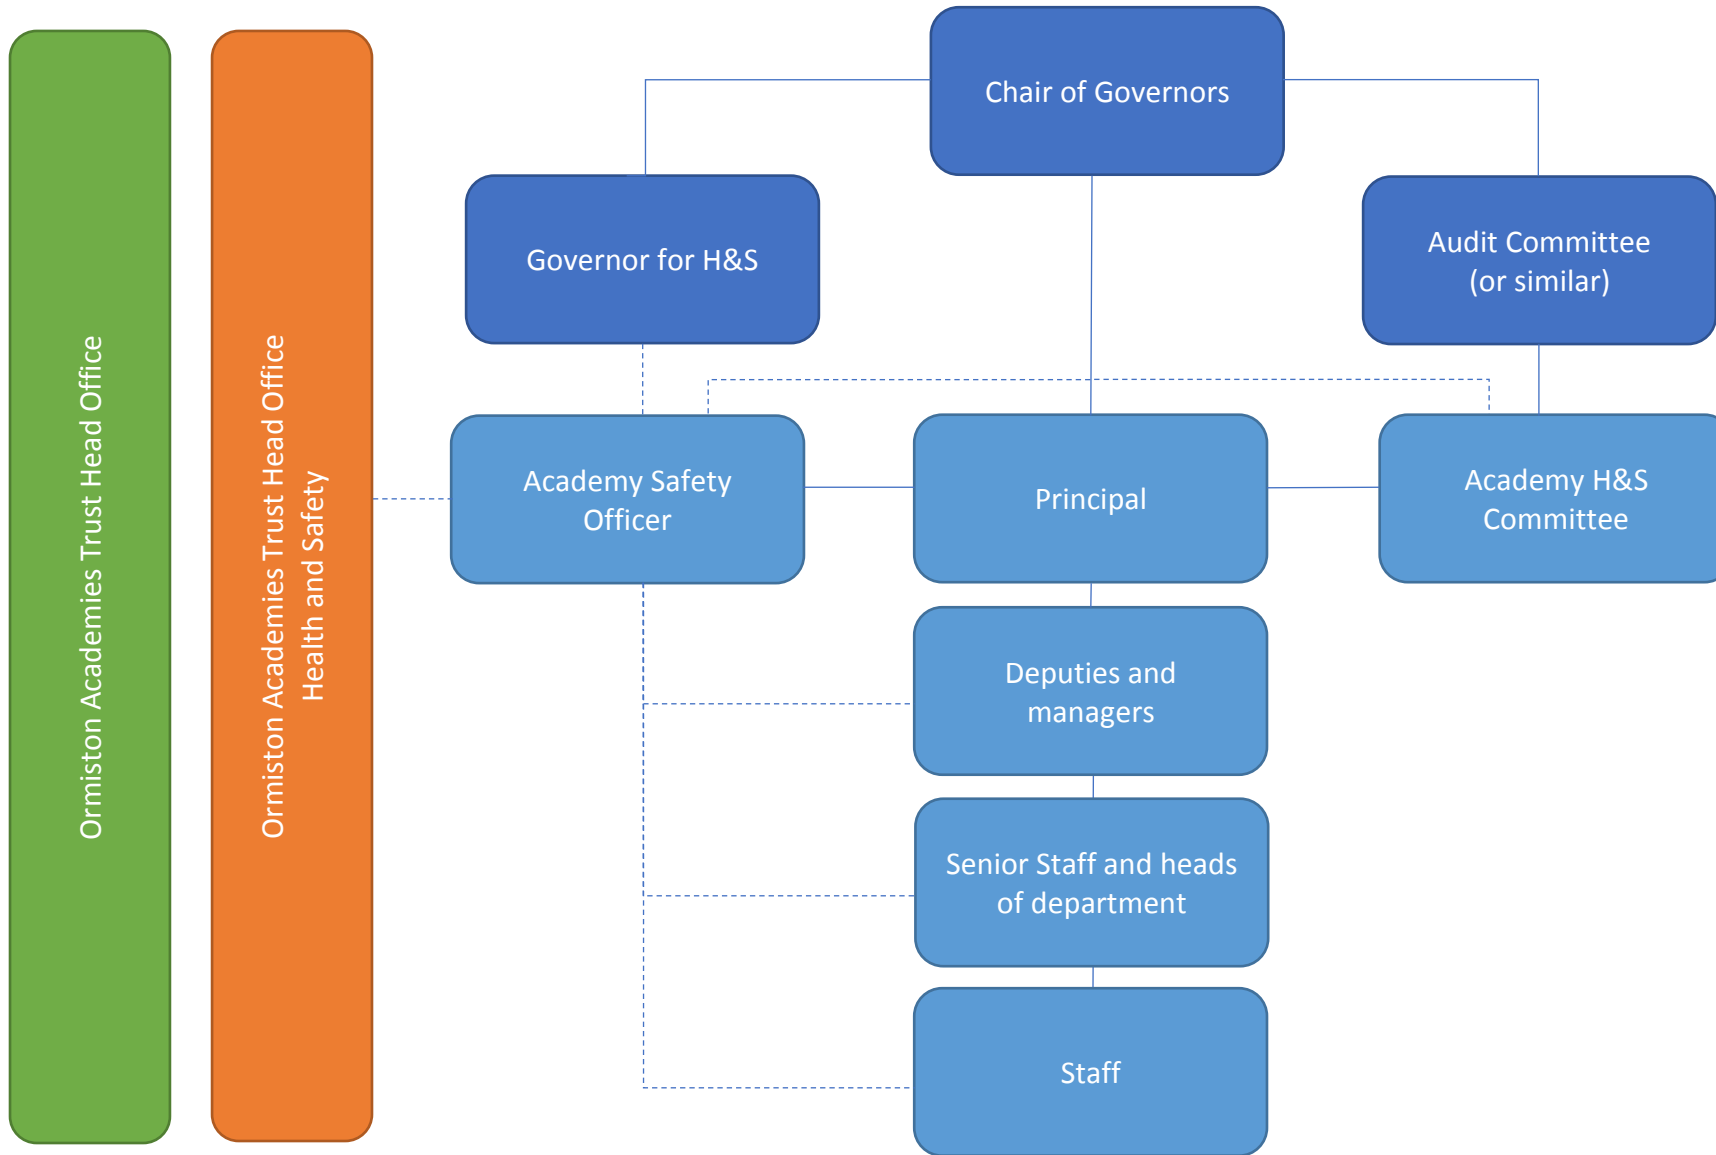 Ormiston Academies Trust Head Office
Ormiston Academies Trust Head Office
Health and Safety
Chair of Governors
Governor for H&S
Audit Committee
(or similar)
Academy Safety
Officer
Principal
Academy H&S
Committee
Deputies and
managers
Senior Staff and heads
of department
Staff